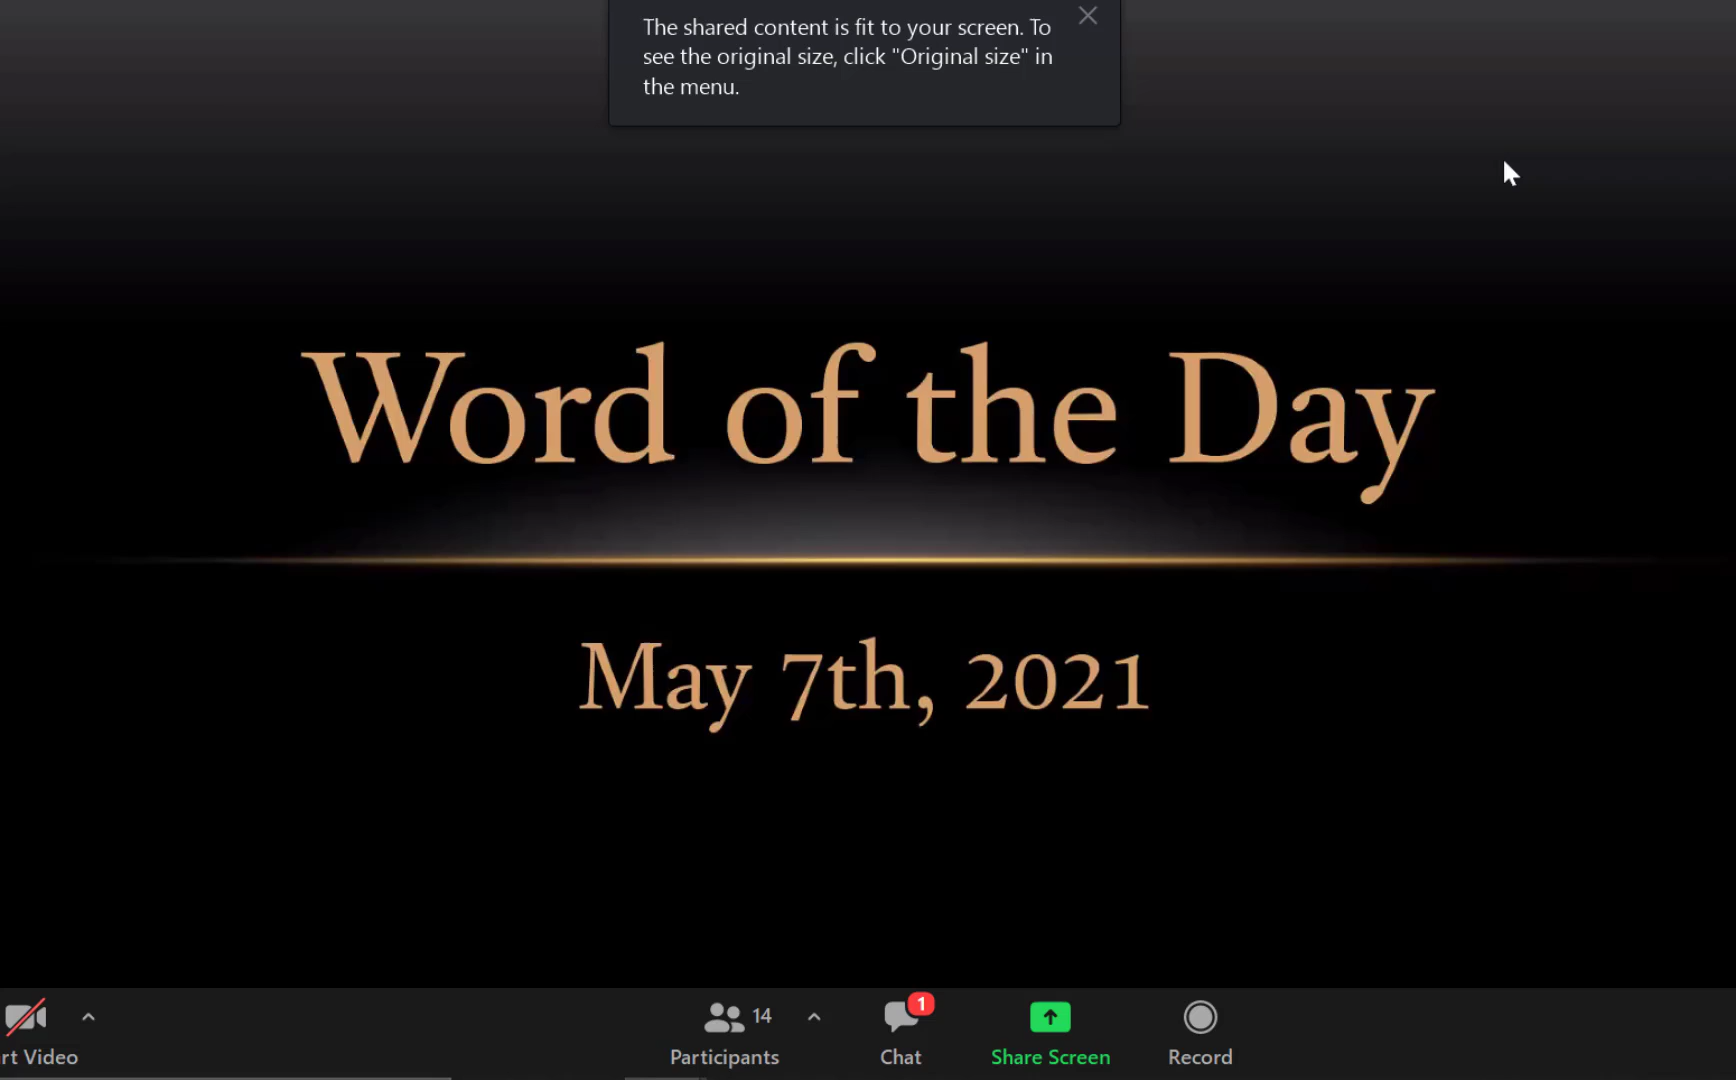 The shared content is fit to your screen. To
see the original size, click "Original size" in
the menu.
Word of the Day
May 7th, 2021
rt Video
14
Participants
1
Chat
Share Screen
Record